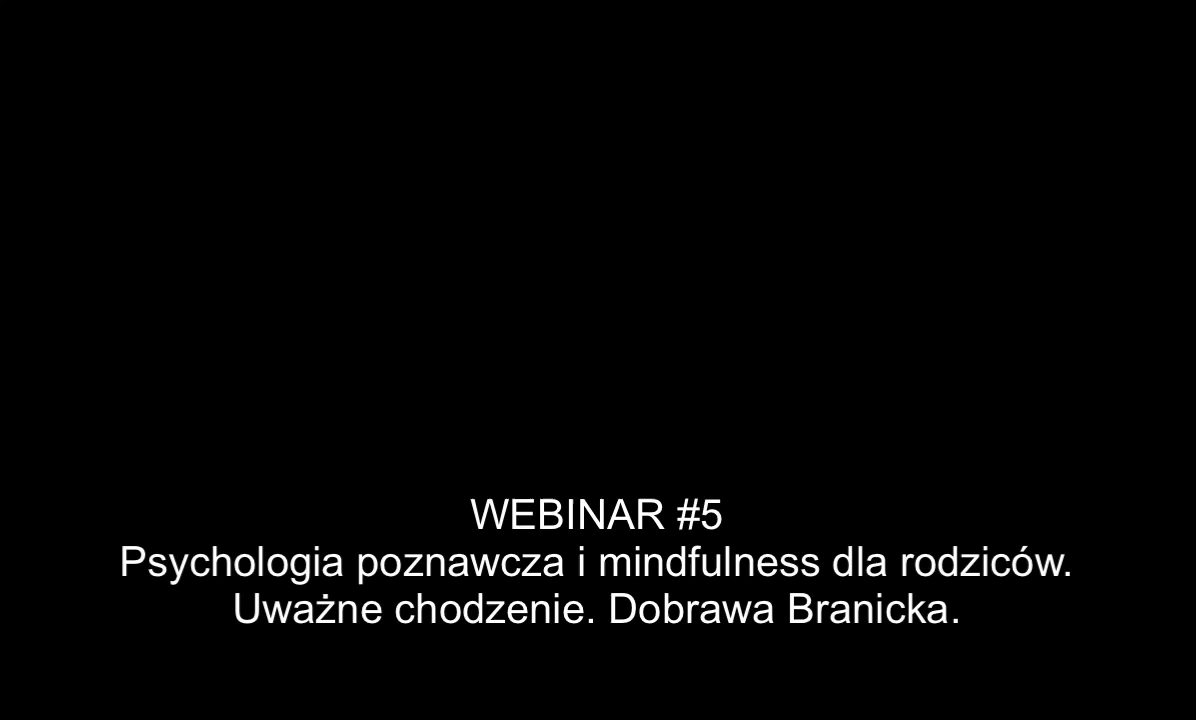 WEBINAR #5
Psychologia poznawcza i mindfulness dla rodziców.
Uważne chodzenie. Dobrawa Branicka.